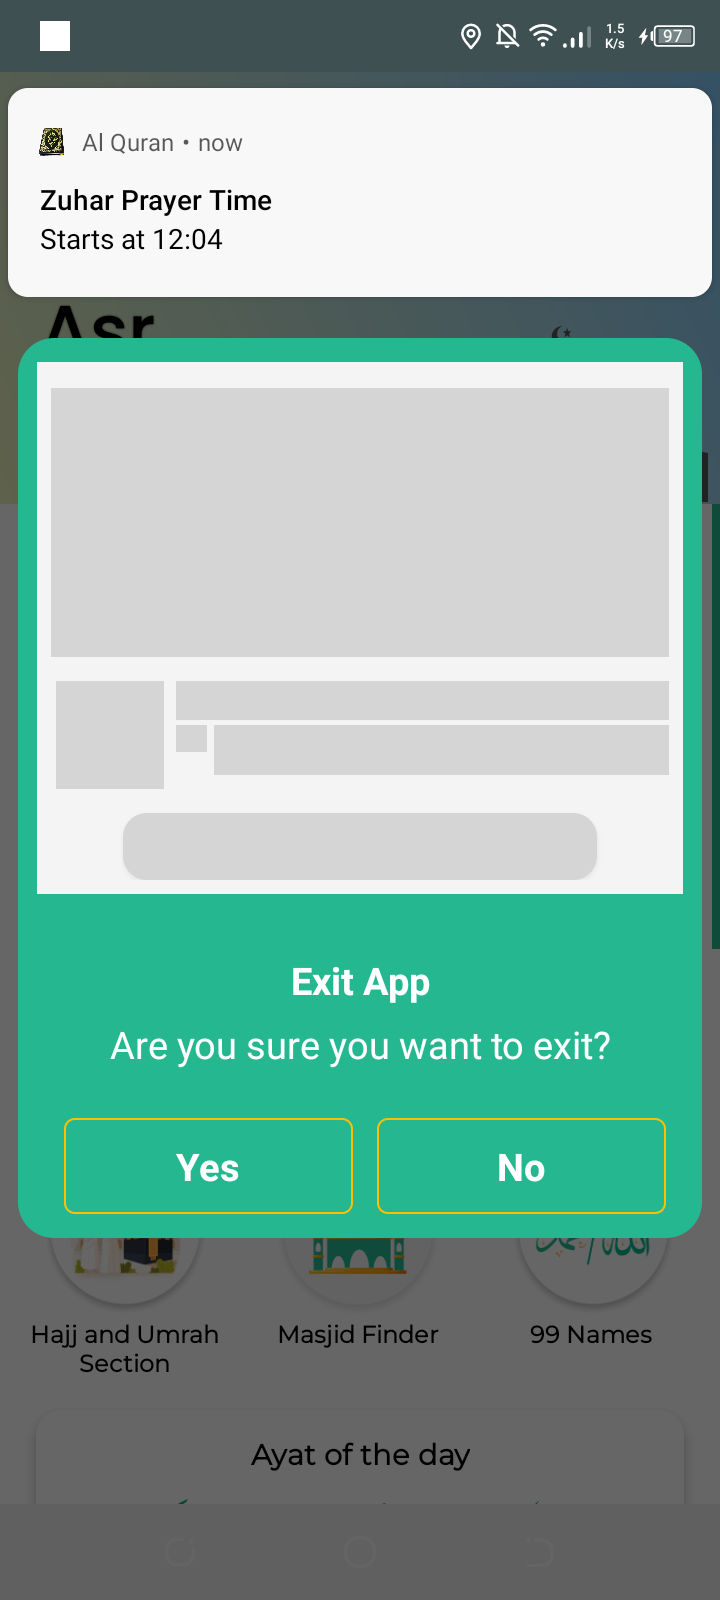 1.5
K/s
97
Al Quran • now
Zuhar Prayer Time
Starts at 12:04
Asr
Exit App
Are you sure you want to exit?
Yes
No
Hajj and Umrah
Section
Masjid Finder
99 Names
Ayat of the day